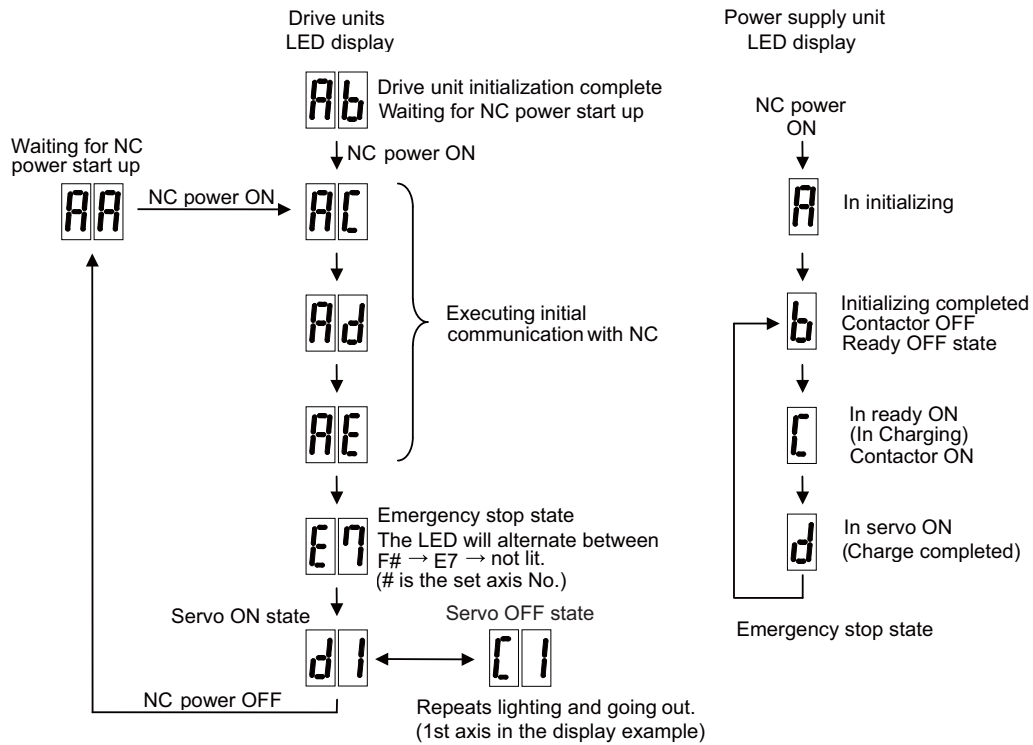 Drive units
LED display
Ab
Drive unit initialization complete
Waiting for NC power start up
NC power ON
Waiting for NC
power start up
AA
NC power ON
AC
Ad
Executing initial
communication with NC
AE
E7
Emergency stop state
The LED will alternate between
F# → E7 → not lit.
(# is the set axis No.)
Servo ON state
d1
Servo OFF state
C1
NC power OFF
Repeats lighting and going out.
(1st axis in the display example)
Power supply unit
LED display
NC power
ON
A
In initializing
b
Initializing completed
Contactor OFF
Ready OFF state
C
In ready ON
(In Charging)
Contactor ON
d
In servo ON
(Charge completed)
Emergency stop state